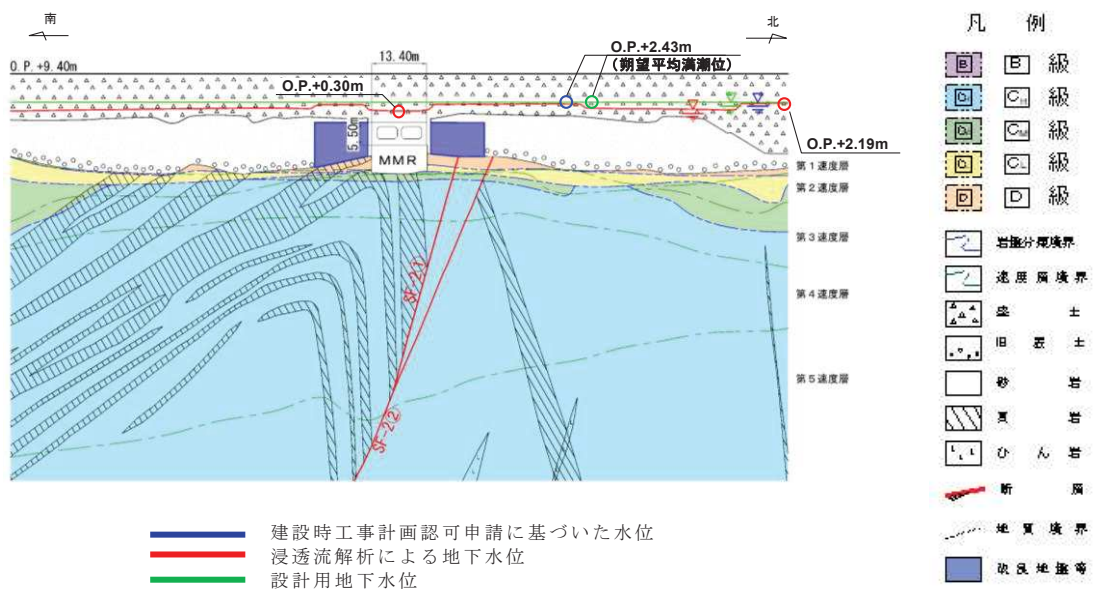 南
北
O.P.+2.43m
(朔望平均満潮位)
13.40m
O.P.+9.40m
O.P.+0.30m
5.50m
MMR
O.P.+2.19m
第1速度層
第2速度層
第3速度層
第4速度層
第5速度層
SF-2①
SF-2②
建設時工事計画認可申請に基づいた水位
浸透流解析による地下水位
設計用地下水位
凡例
B B 級
CH 級
CM 級
CL 級
D D 級
岩盤分類境界
速度層境界
盛土
旧表土
砂岩
頁岩
ひん岩
断層
地質境界
改良地盤等